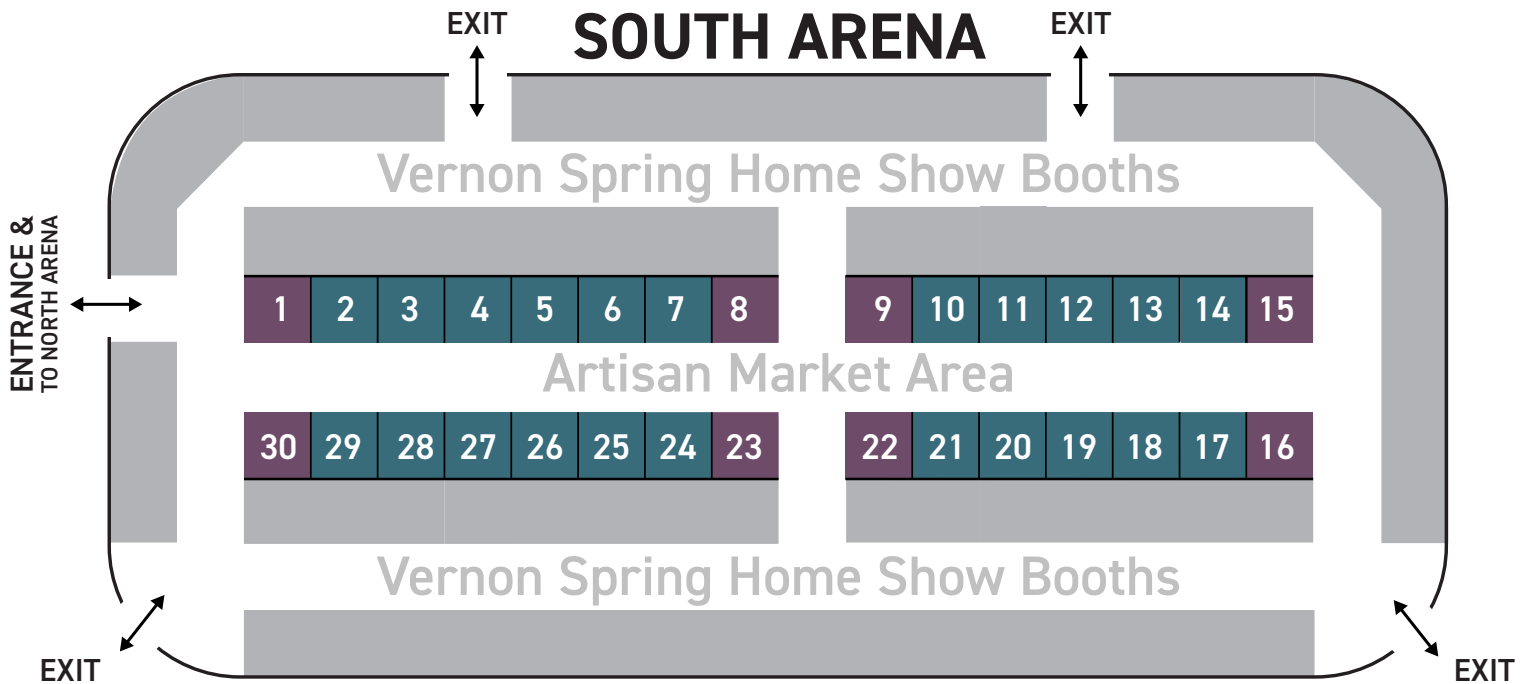 EXIT
SOUTH ARENA
EXIT
Vernon Spring Home Show Booths
ENTRANCE &
TO NORTH ARENA
1 2 3 4 5 6 7 8 9 10 11 12 13 14 15
Artisan Market Area
30 29 28 27 26 25 24 23 22 21 20 19 18 17 16
Vernon Spring Home Show Booths
EXIT
EXIT